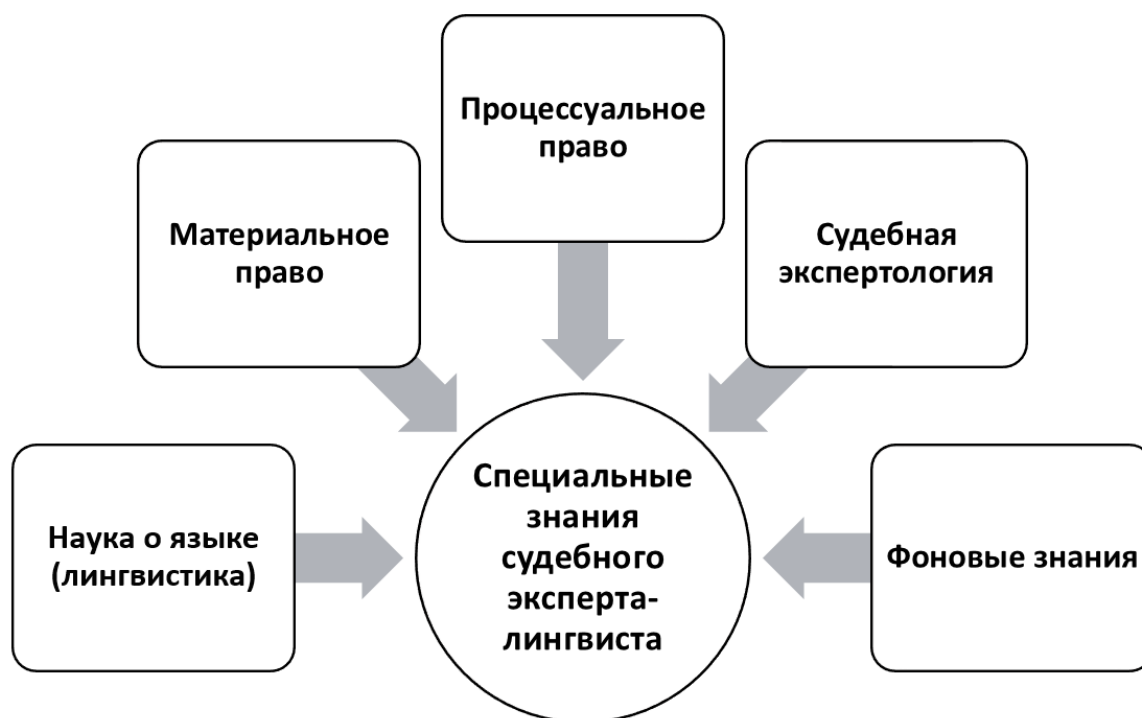 Процессуальное
право
Материальное
право
Судебная
экспертология
Наука о языке
(лингвистика)
Специальные
знания
судебного
эксперта-
лингвиста
Фоновые знания